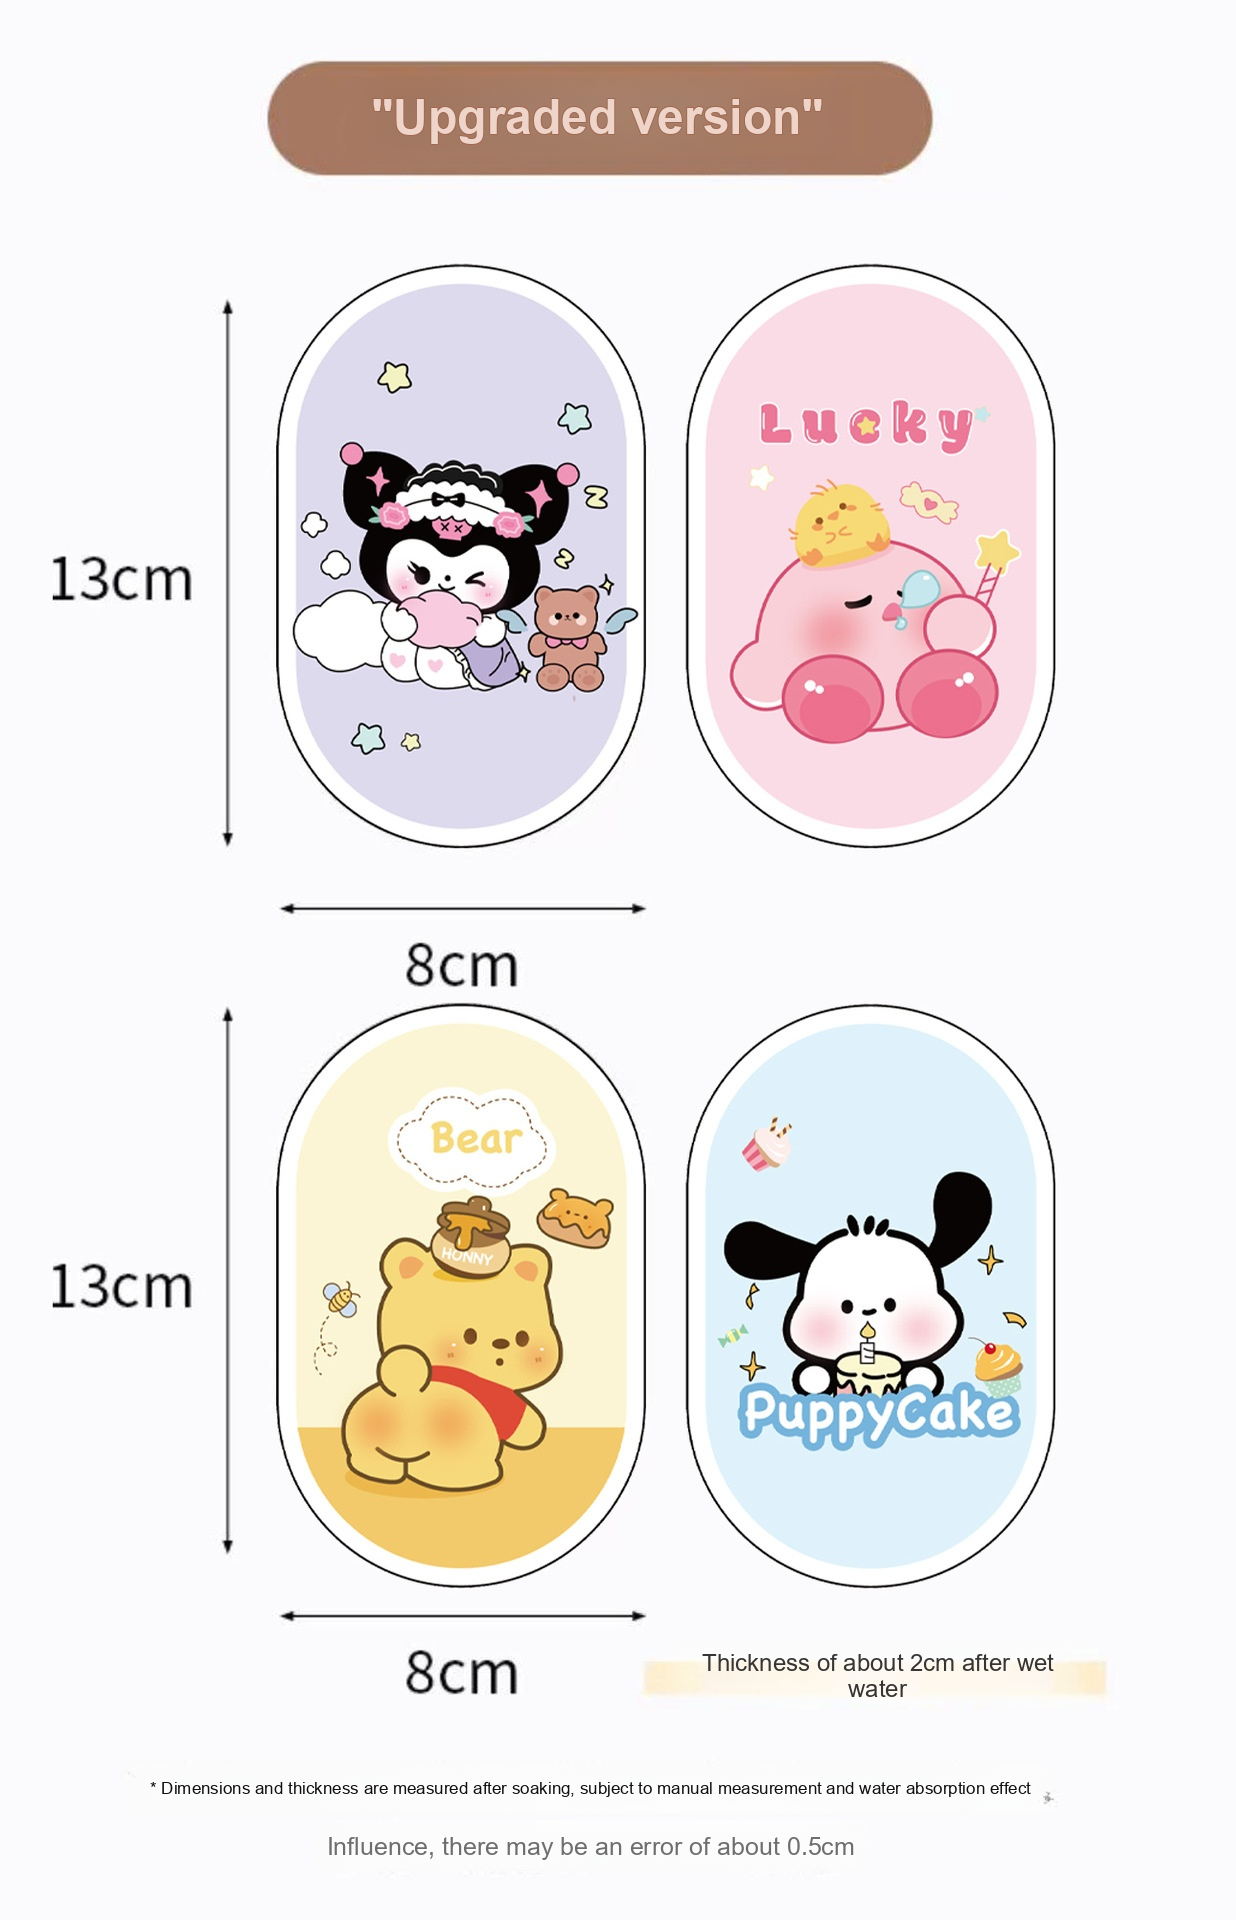 "Upgraded version"
Lucky
z
z
13cm
8cm
Bear
HONNY
13cm
PuppyCake
8cm
Thickness of about 2cm after wet
water
* Dimensions and thickness are measured after soaking, subject to manual measurement and water absorption effect
Influence, there may be an error of about 0.5cm